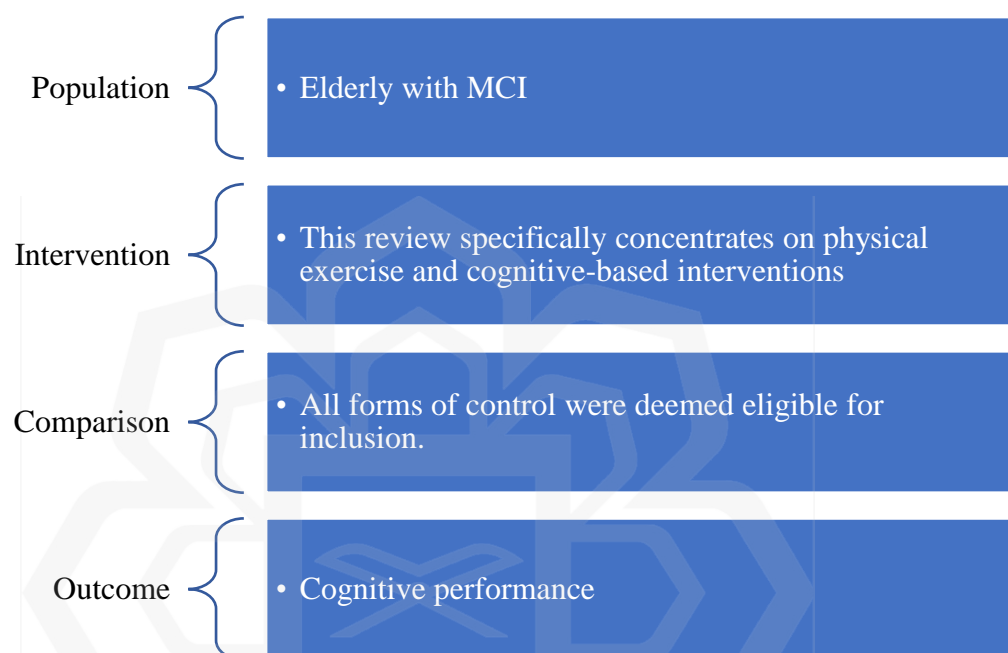 Population
• Elderly with MCI
Intervention
• This review specifically concentrates on physical
exercise and cognitive-based interventions
Comparison
• All forms of control were deemed eligible for
inclusion.
Outcome
• Cognitive performance